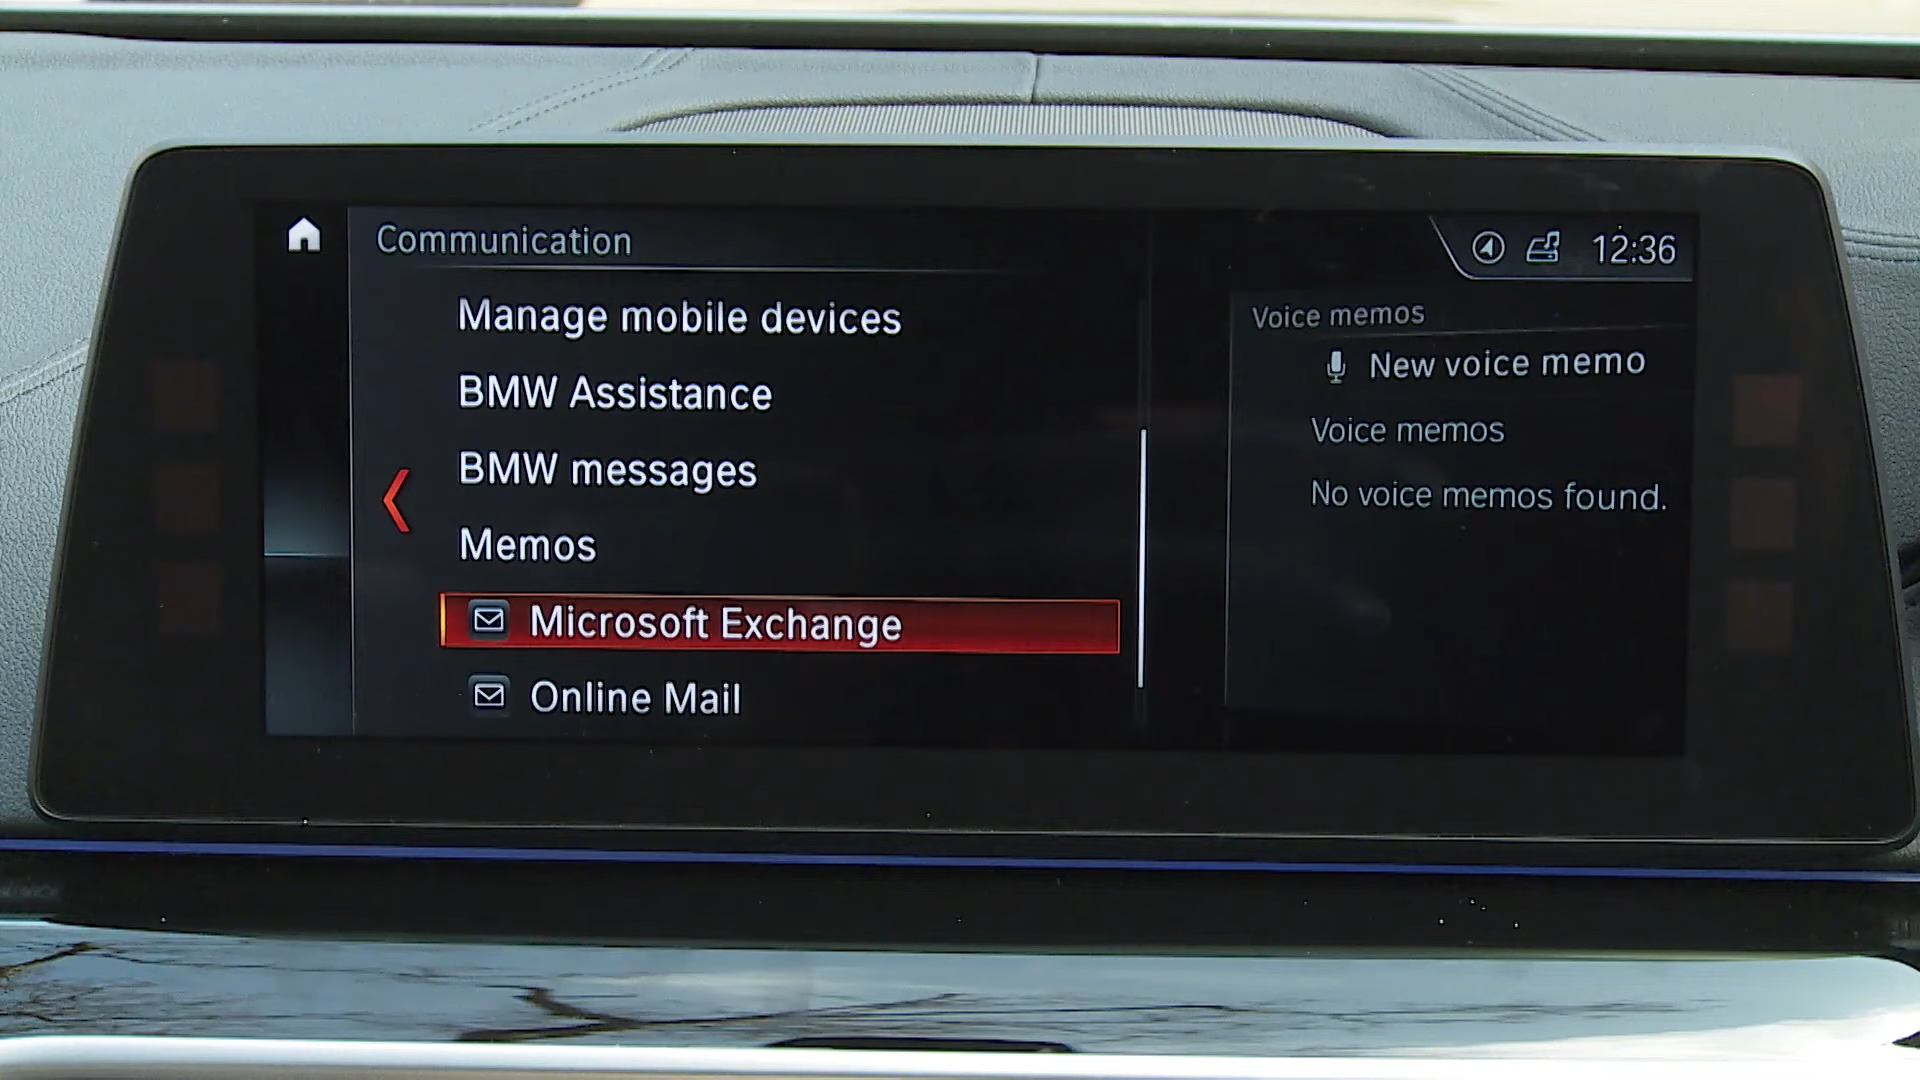 Communication
12:36
Manage mobile devices
BMW Assistance
BMW messages
Memos
Microsoft Exchange
Online Mail
Voice memos
New voice memo
Voice memos
No voice memos found.